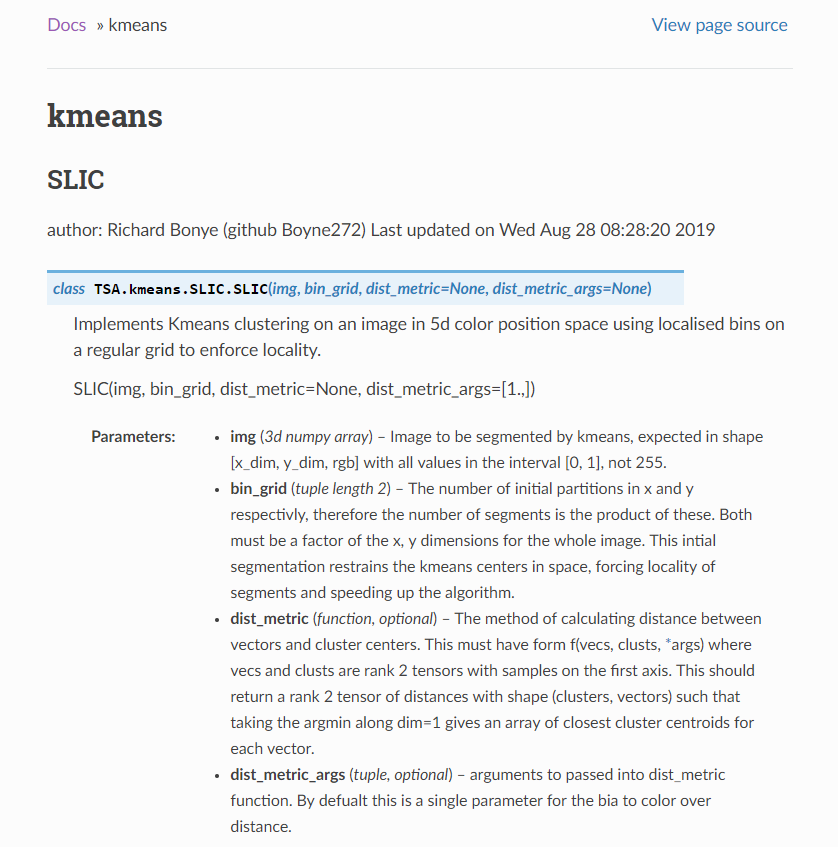 Docs » kmeans
View page source
kmeans
SLIC
author: Richard Bonye (github Boyne272) Last updated on Wed Aug 28 08:28:20 2019
class TSA.kmeans.SLIC.SLIC(img, bin_grid, dist_metric=None, dist_metric_args=None)
Implements Kmeans clustering on an image in 5d color position space using localised bins on
a regular grid to enforce locality.
SLIC(img, bin_grid, dist_metric=None, dist_metric_args=[1.,])
Parameters:
• img (3d numpy array) – Image to be segmented by kmeans, expected in shape
[x_dim, y_dim, rgb] with all values in the interval [0, 1], not 255.
• bin_grid (tuple length 2) – The number of initial partitions in x and y
respectivly, therefore the number of segments is the product of these. Both
must be a factor of the x, y dimensions for the whole image. This intial
segmentation restrains the kmeans centers in space, forcing locality of
segments and speeding up the algorithm.
• dist_metric (function, optional) – The method of calculating distance between
vectors and cluster centers. This must have form f(vecs, clusts, *args) where
vecs and clusts are rank 2 tensors with samples on the first axis. This should
return a rank 2 tensor of distances with shape (clusters, vectors) such that
taking the argmin along dim=1 gives an array of closest cluster centroids for
each vector.
• dist_metric_args (tuple, optional) – arguments to passed into dist_metric
function. By defualt this is a single parameter for the bia to color over
distance.